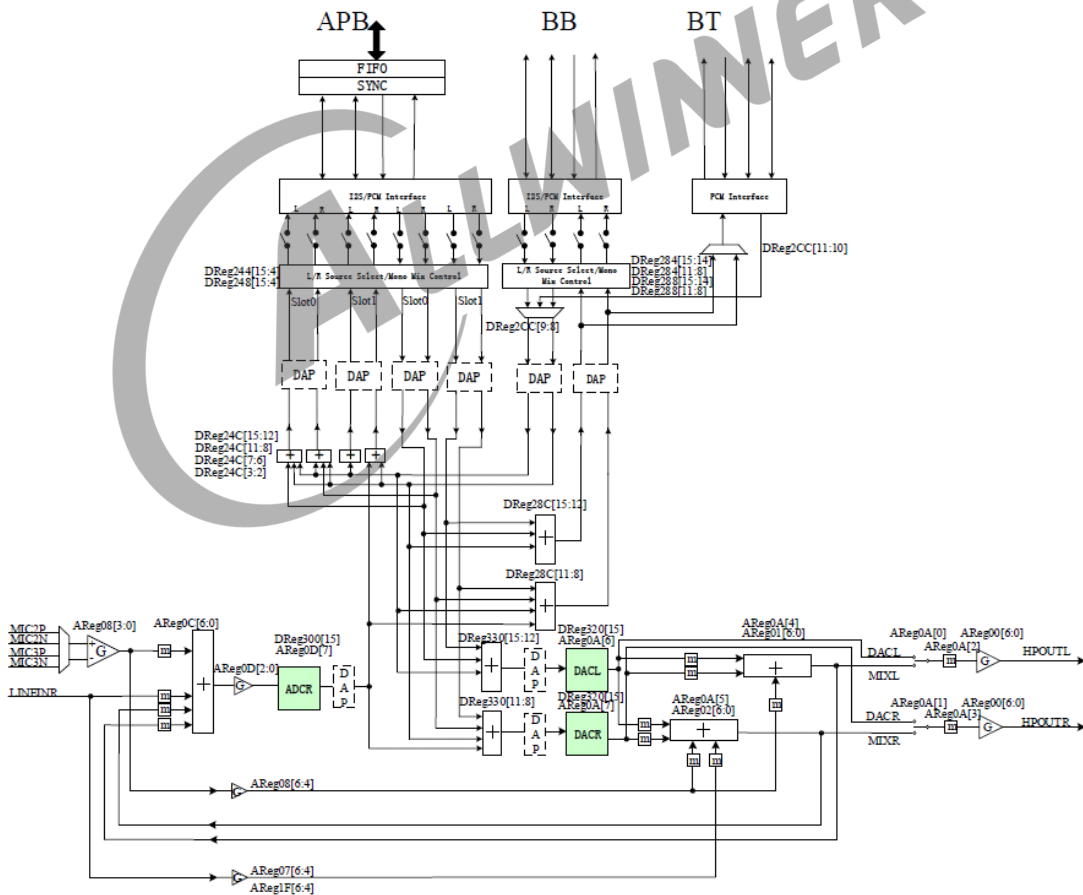 APB BB BT
ALLWINNER
FIFO
SYNC
I2S/PCM Interface I2S/PCM Interface PCM Interface
L R L R L R L R L R L R
DReg2CC[11:10]
DReg244[15:4] L/R Source Select/Mono Mix Control
DReg248[15:4]
L/R Source Select/Mono
Mix Control
DReg284[15:14]
DReg284[11:8]
DReg288[15:14]
DReg288[11:8]
Slot0 Slot1 Slot0 Slot1
DReg2CC[9:8]
DAP DAP DAP DAP DAP DAP
DReg24C[15:12]
DReg24C[11:8]
DReg24C[7:6]
DReg24C[3:2]
+ + + +
DReg28C[15:12]
+
DReg28C[11:8]
+
MIC2P
MIC2N
MIC3P
MIC3N
LINEINR
AReg08[3:0]
+
G
-
m
m
m
m
AReg0C[6:0]
+
AReg0D[2:0]
G
DReg300[15]
AReg0D[7]
ADCR
DAP
DReg330[15:12]
+
DAP
DReg320[15]
AReg0A[6]
DACL
DReg330[11:8]
+
DAP
DReg320[15]
AReg0A[7]
DACR
AReg0A[4]
AReg01[6:0]
m
m
+
m
AReg0A[5]
AReg02[6:0]
m
m
+
m m
DACL
MIXL
AReg0A[0]
AReg0A[2]
m
AReg00[6:0]
G
HPOUTL
DACR
MIXR
AReg0A[1]
AReg0A[3]
m
AReg00[6:0]
G
HPOUTR
G
AReg08[6:4]
G
AReg07[6:4]
AReg1F[6:4]